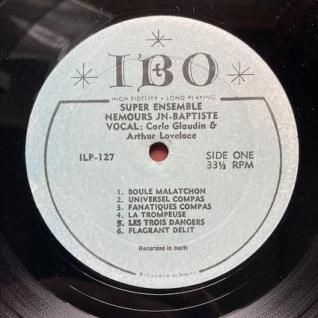 IBO
HIGH FIDELITY • LONG PLAYING
SUPER ENSEMBLE
NEMOURS JN-BAPTISTE
VOCAL: Carlo Claudin &
Arthur Lovelace
ILP-127
SIDE ONE
33⅓ RPM
1. BOULE MALATCHON
2. UNIVERSEL COMPAS
3. FANATIQUES COMPAS
4. LA TROMPEUSE
5. LES TROIS DANGERS
6. FLAGRANT DELIT
Recorded in Haiti